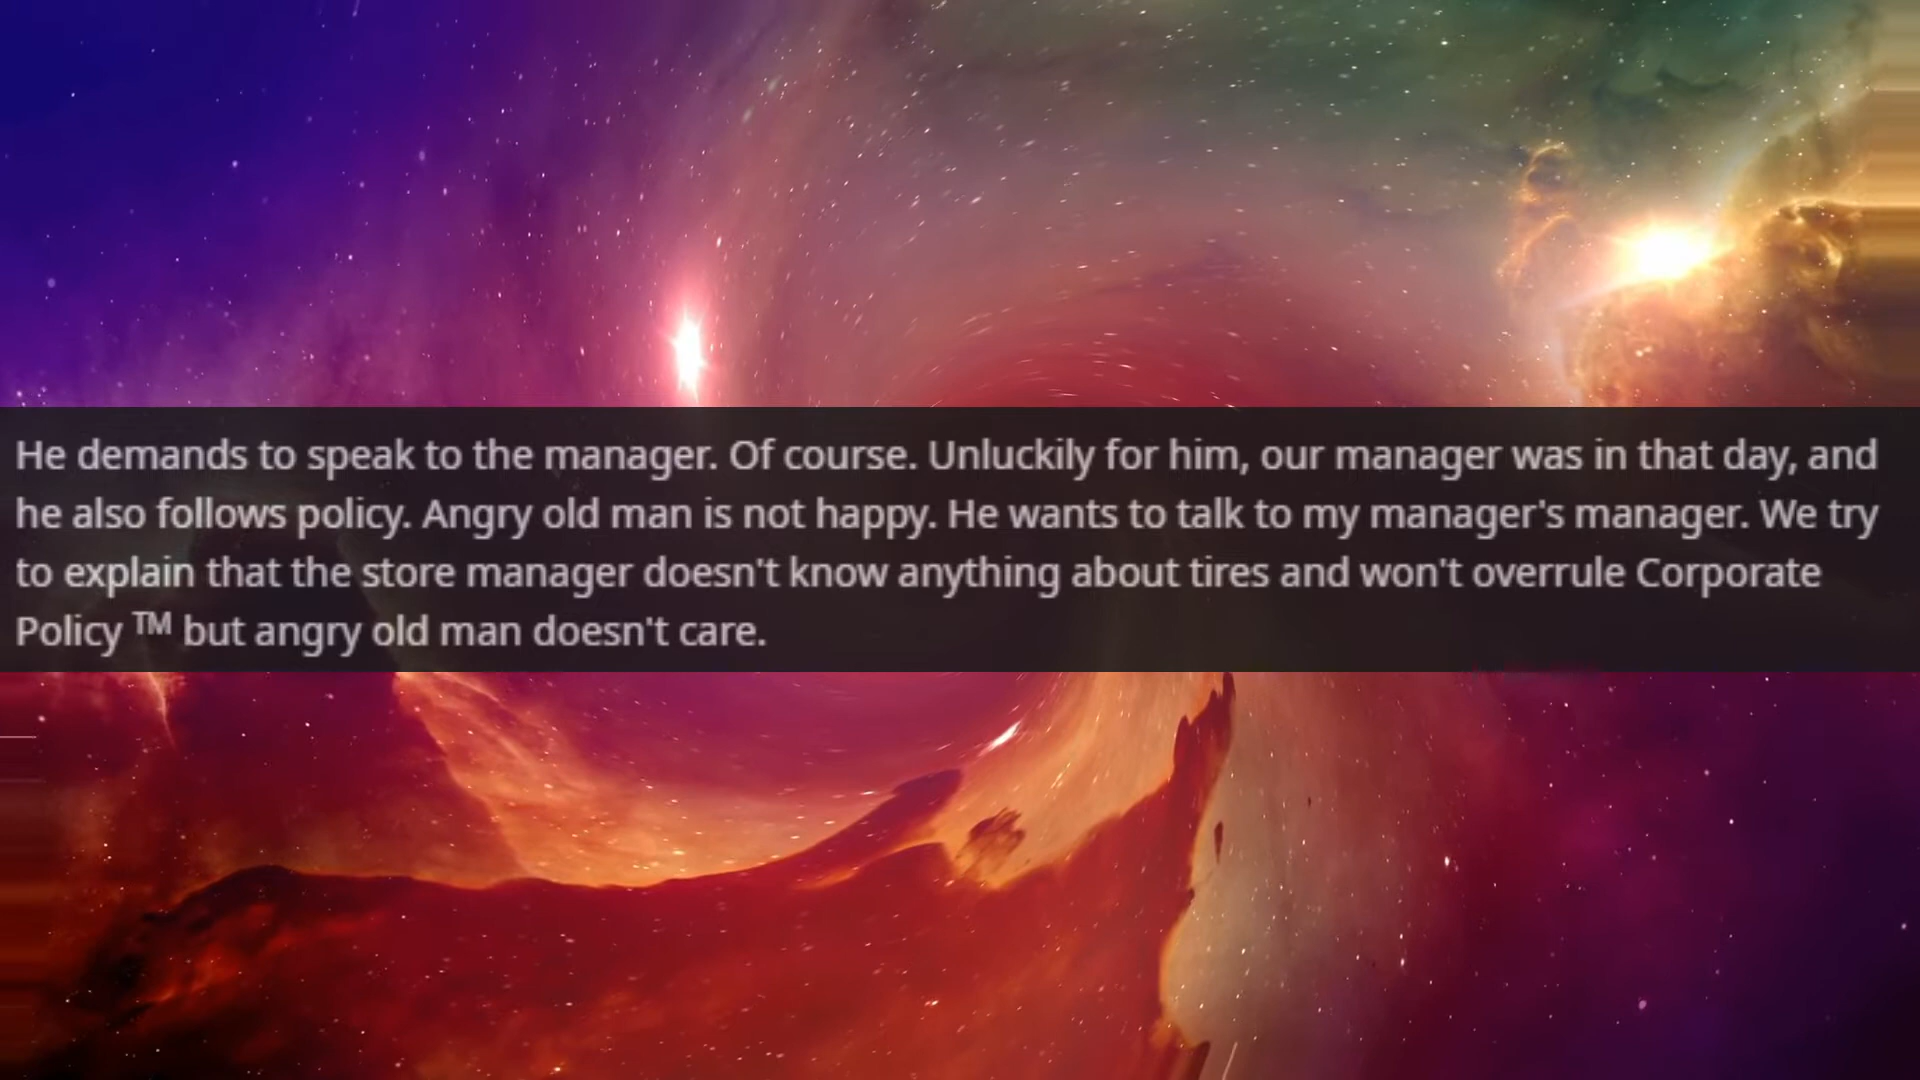 He demands to speak to the manager. Of course. Unluckily for him, our manager was in that day, and
he also follows policy. Angry old man is not happy. He wants to talk to my manager's manager. We try
to explain that the store manager doesn't know anything about tires and won't overrule Corporate
Policy ™ but angry old man doesn't care.